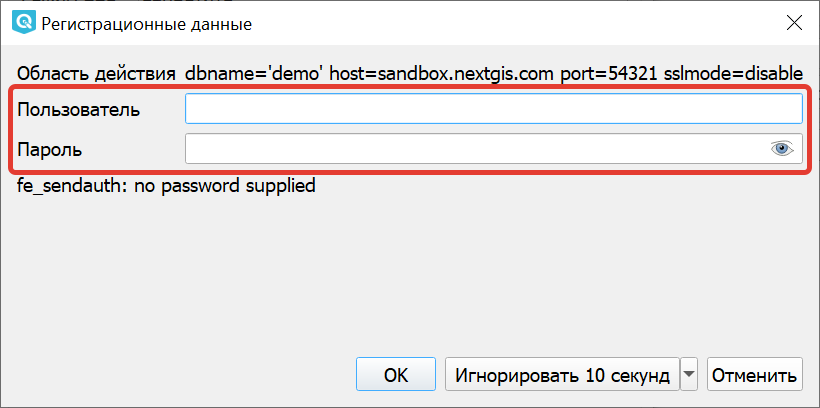 Регистрационные данные
Область действия dbname='demo' host=sandbox.nextgis.com port=54321 sslmode=disable
Пользователь
Пароль
fe_sendauth: no password supplied
OK Игнорировать 10 секунд Отменить